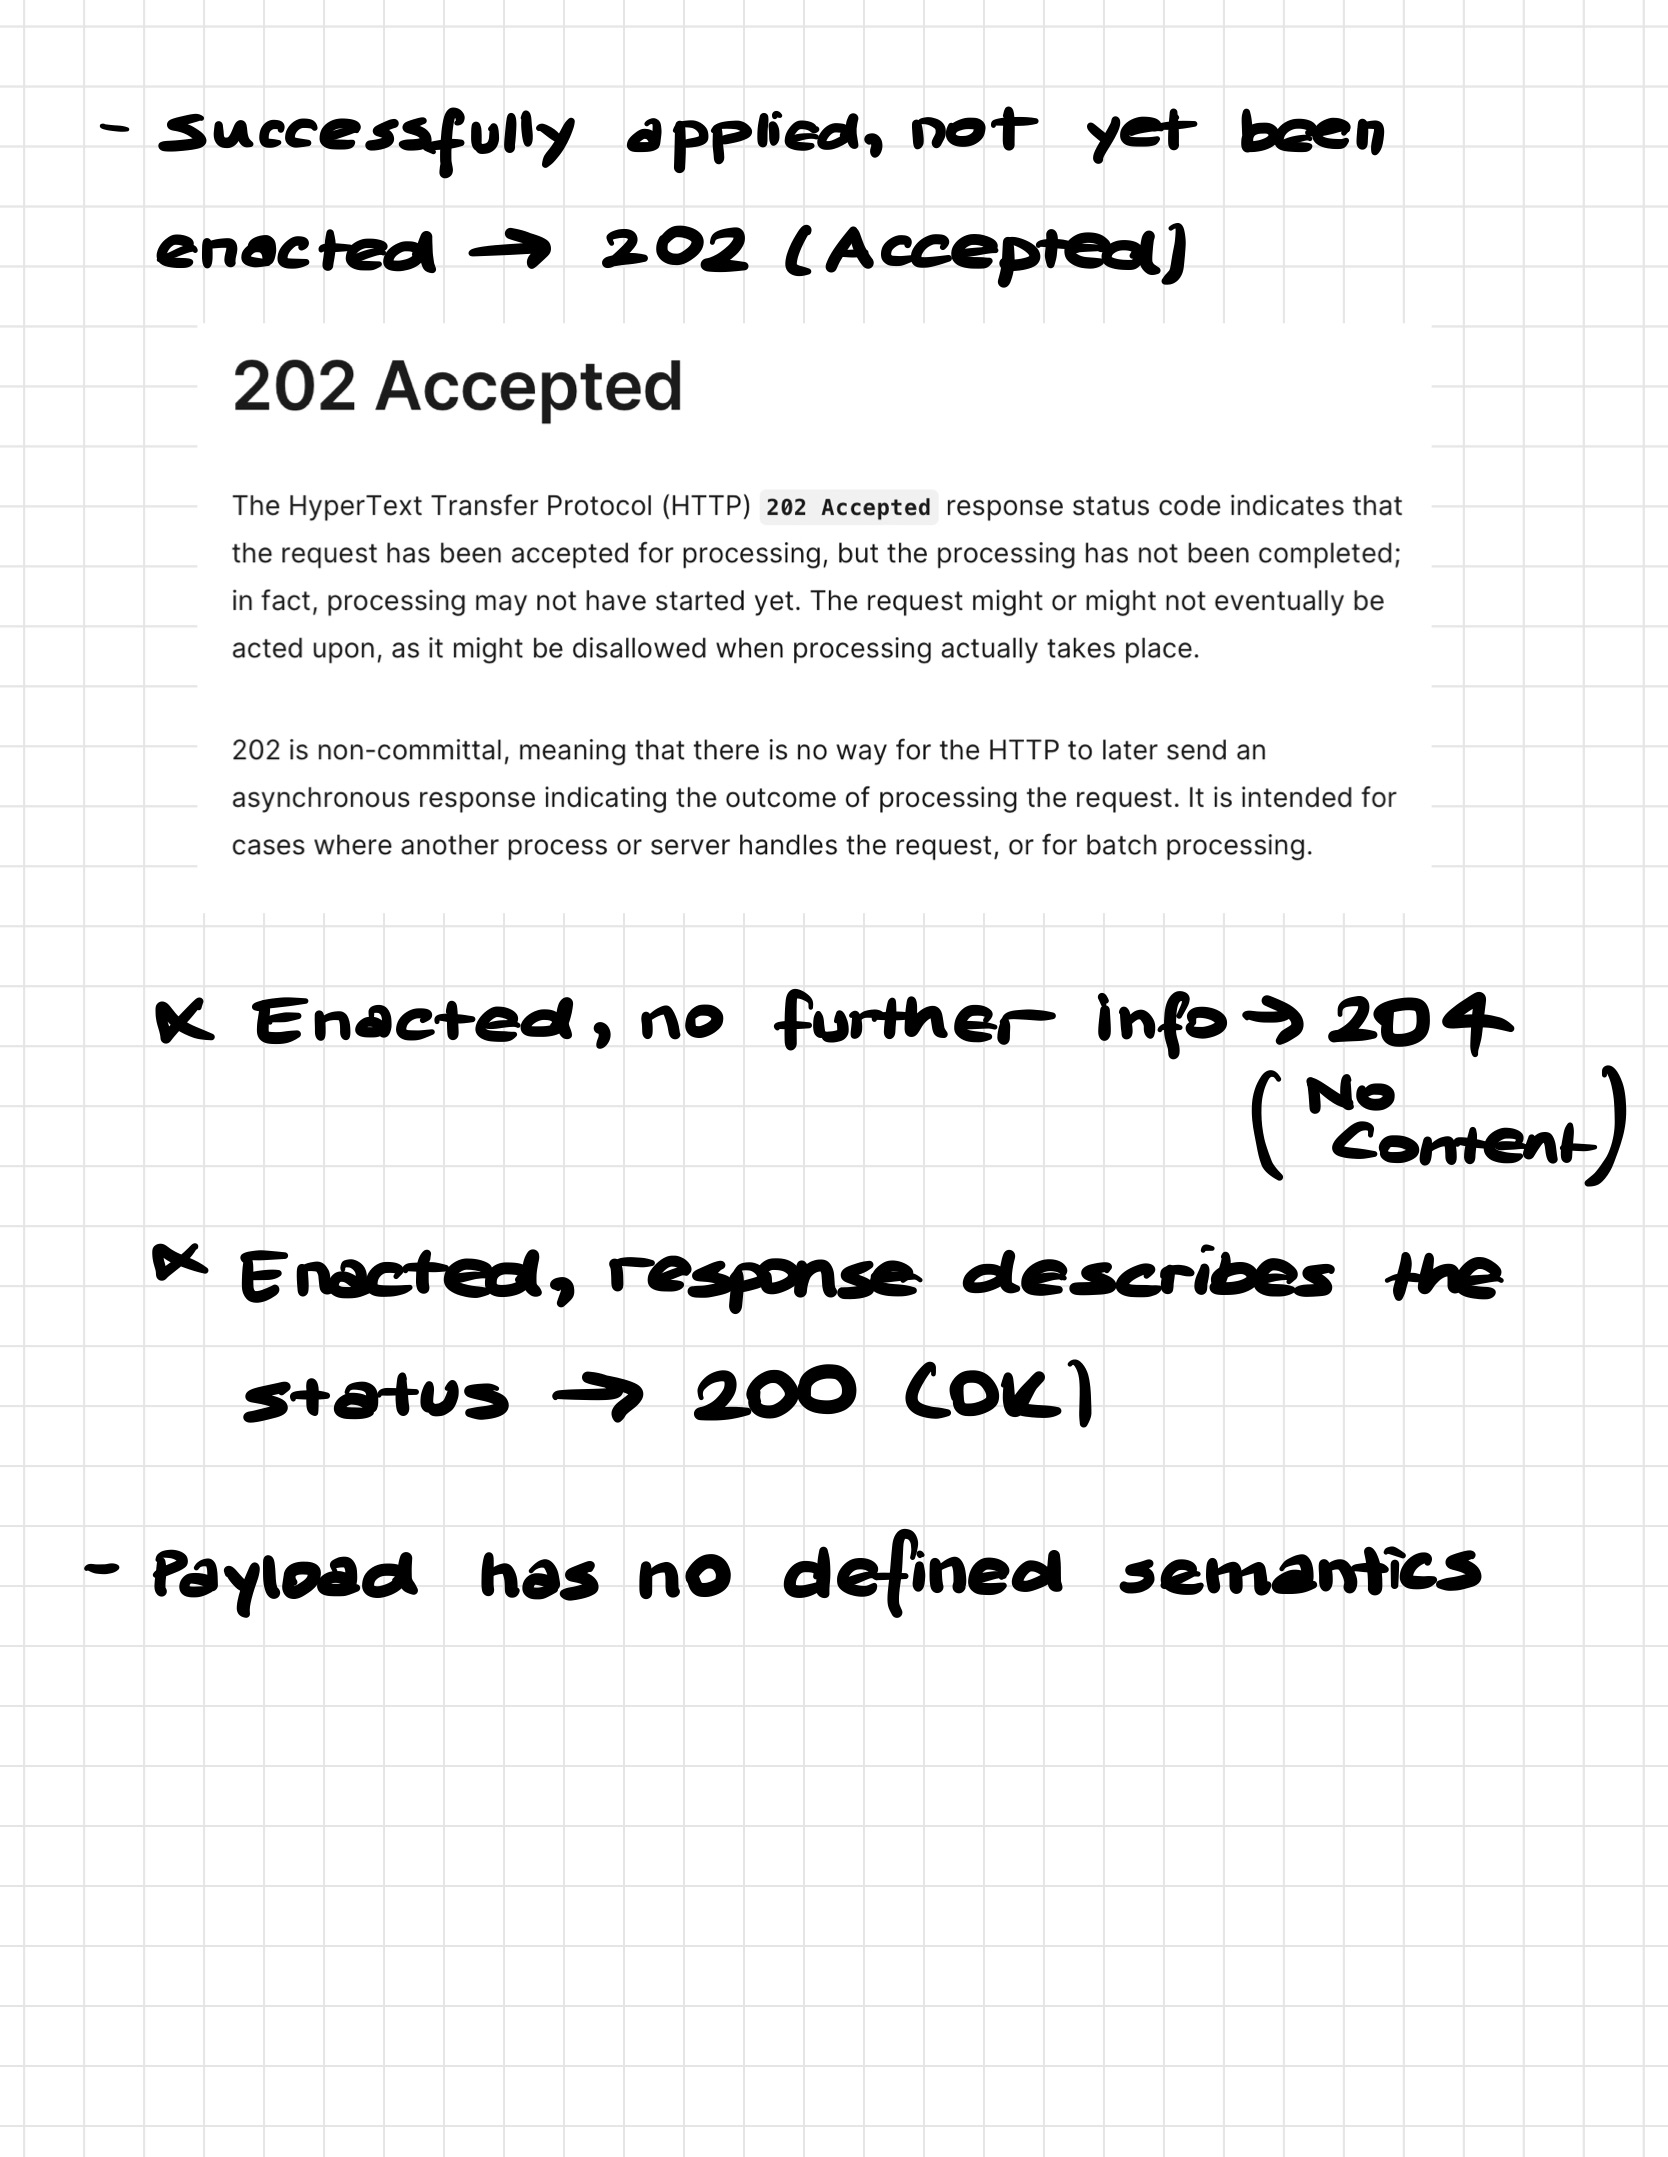 - successfully applied, not yet been
enacted → 202 (Accepted)
202 Accepted
The HyperText Transfer Protocol (HTTP) 202 Accepted response status code indicates that
the request has been accepted for processing, but the processing has not been completed;
in fact, processing may not have started yet. The request might or might not eventually be
acted upon, as it might be disallowed when processing actually takes place.
202 is non-committal, meaning that there is no way for the HTTP to later send an
asynchronous response indicating the outcome of processing the request. It is intended for
cases where another process or server handles the request, or for batch processing.
* Enacted, no further info → 204
(No
Content)
* Enacted, response describes the
status → 200 (OK)
- Payload has no defined semantics